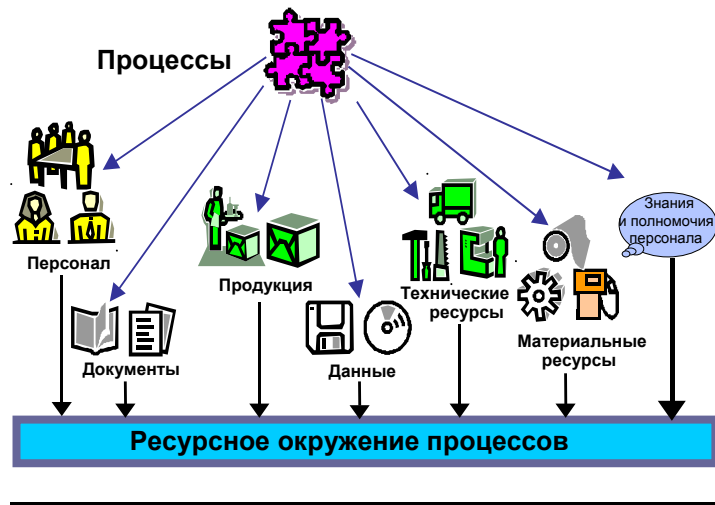 Процессы
Знания
и полномочия
персонала
Персонал
Продукция
Технические
ресурсы
Материальные
ресурсы
Документы
Данные
Ресурсное окружение процессов